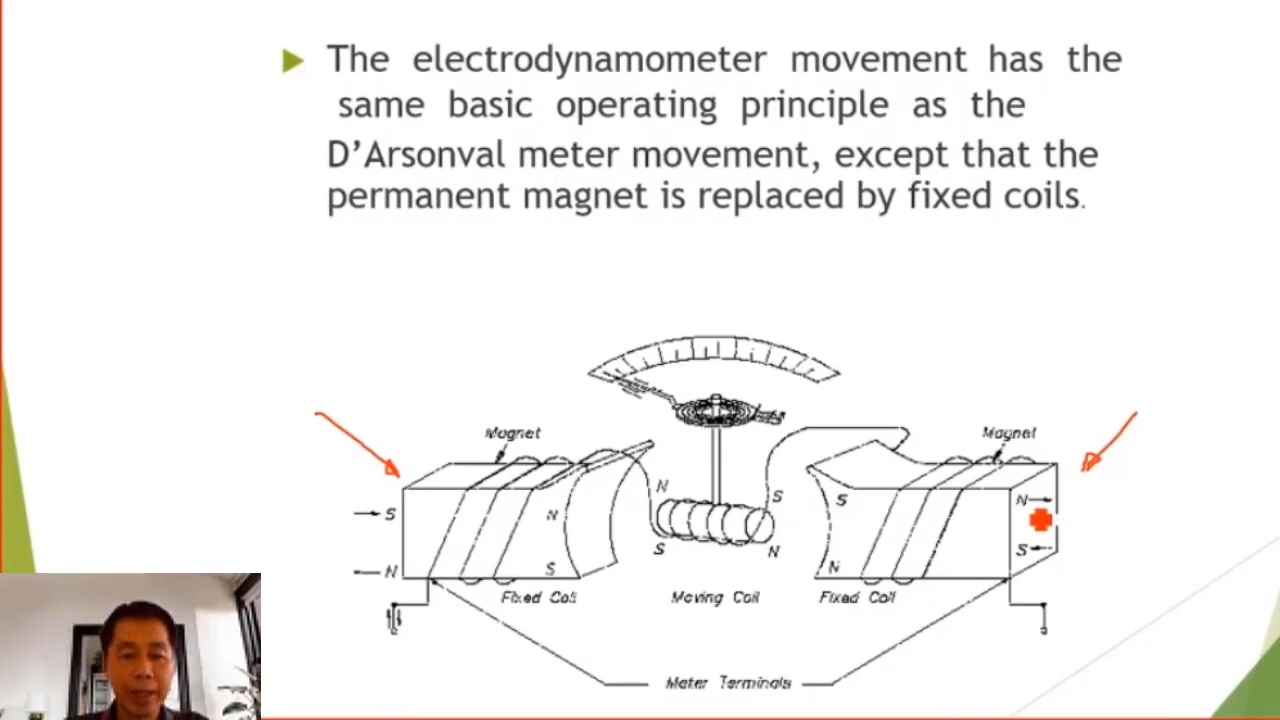 The electrodynamometer movement has the
same basic operating principle as the
D’Arsonval meter movement, except that the
permanent magnet is replaced by fixed coils.
Magnet
Magnet
N
S
S
N
S
N
S
N
N
S
N
S
Fixed Coil
Moving Coil
Fixed Coil
Meter Terminals